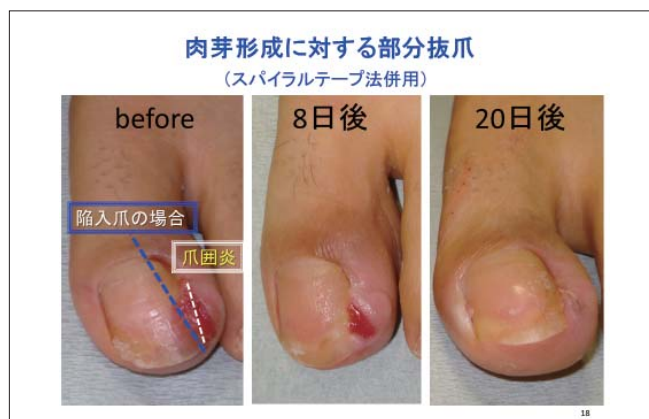 肉芽形成に対する部分抜爪
(スパイラルテープ法併用)
before
8日後
20日後
陥入爪の場合
爪囲炎
18